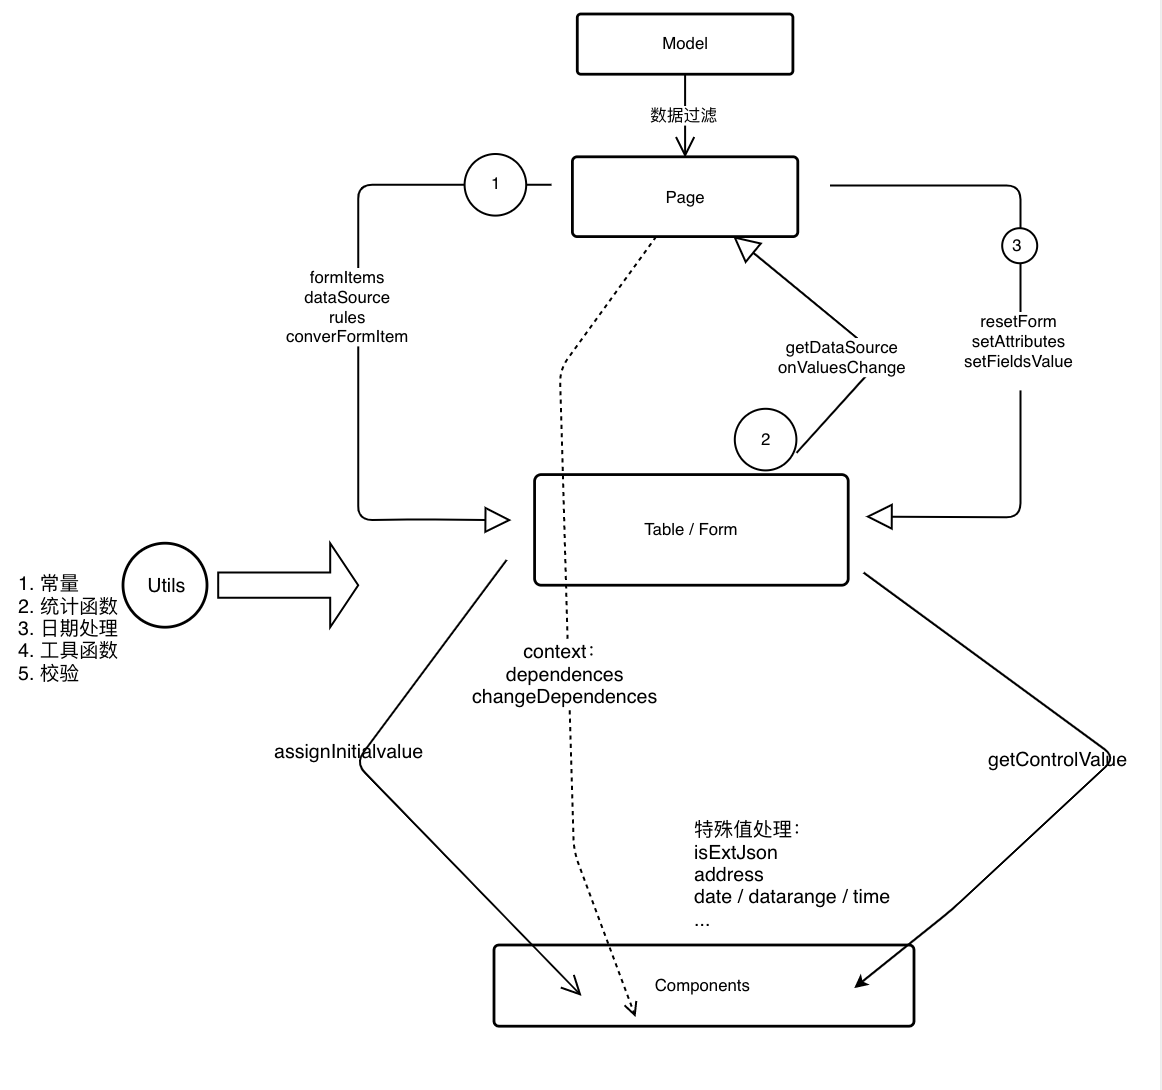 Model
数据过滤
Page
1
3
formItems
dataSource
rules
converFormItem
resetForm
setAttributes
setFieldsValue
getDataSource
onValuesChange
2
Table / Form
Utils
1. 常量
2. 统计函数
3. 日期处理
4. 工具函数
5. 校验
context：
dependences
changeDependences
assignInitialvalue
getControlValue
特殊值处理：
isExtJson
address
date / datarange / time
...
Components